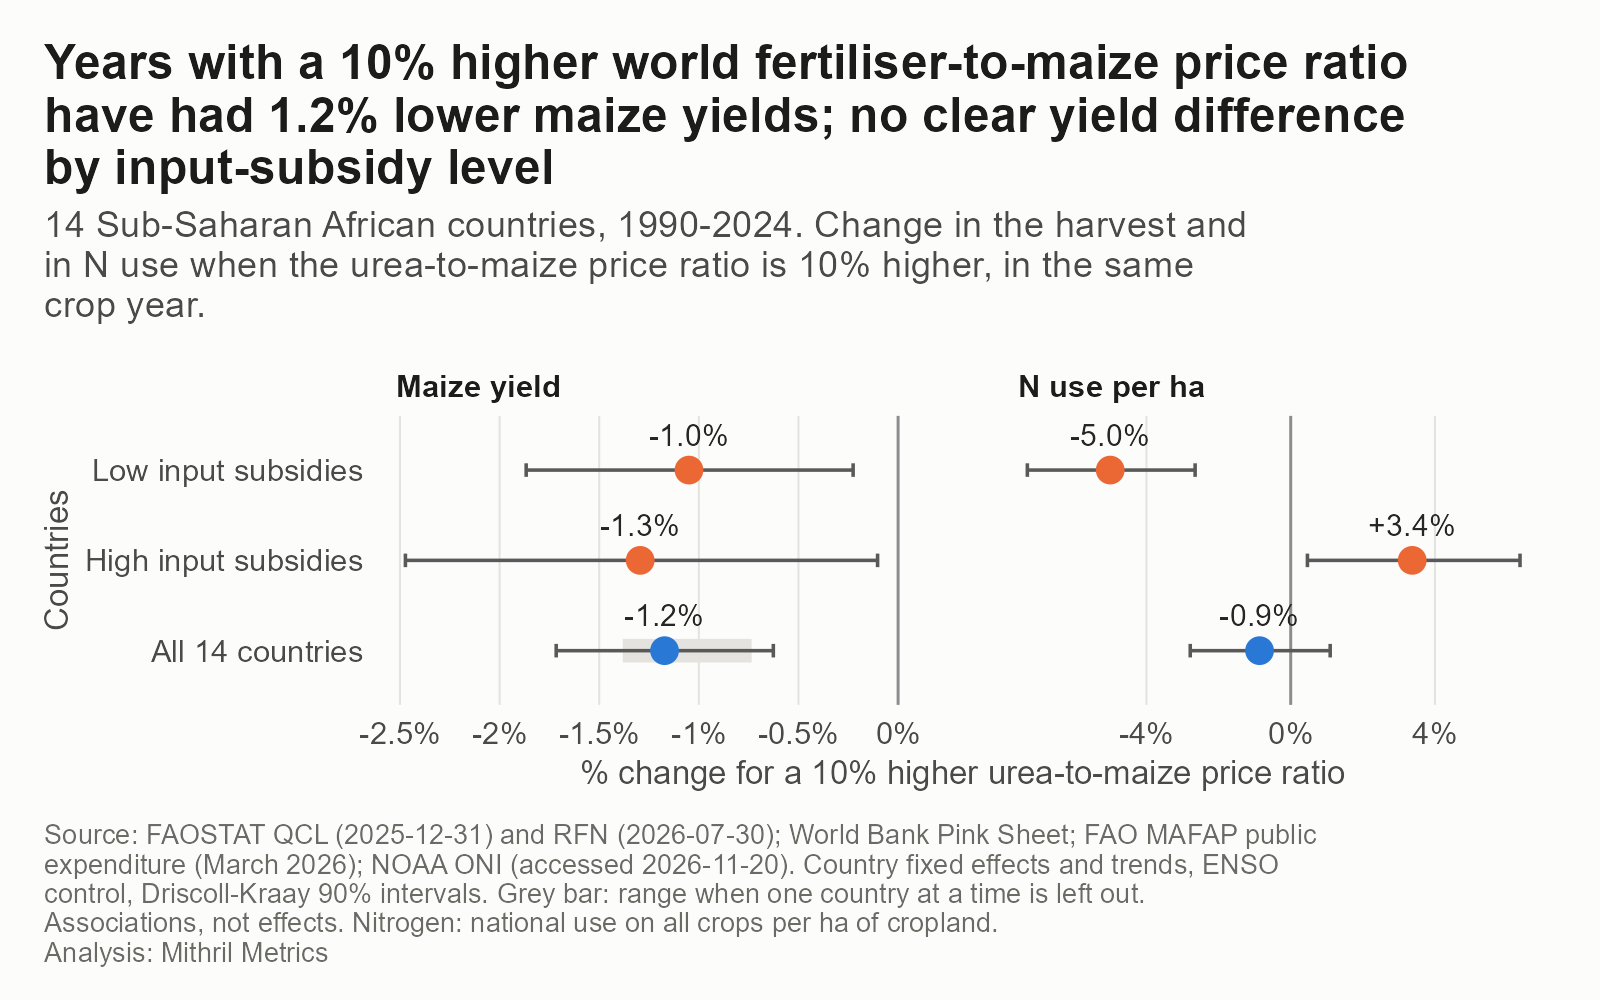 Years with a 10% higher world fertiliser-to-maize price ratio
have had 1.2% lower maize yields; no clear yield difference
by input-subsidy level
14 Sub-Saharan African countries, 1990-2024. Change in the harvest and
in N use when the urea-to-maize price ratio is 10% higher, in the same
crop year.
Maize yield
N use per ha
Countries
Low input subsidies
-1.0%
-5.0%
High input subsidies
-1.3%
+3.4%
All 14 countries
-1.2%
-0.9%
-2.5% -2% -1.5% -1% -0.5% 0%
-4% 0% 4%
% change for a 10% higher urea-to-maize price ratio
Source: FAOSTAT QCL (2025-12-31) and RFN (2026-07-30); World Bank Pink Sheet; FAO MAFAP public
expenditure (March 2026); NOAA ONI (accessed 2026-11-20). Country fixed effects and trends, ENSO
control, Driscoll-Kraay 90% intervals. Grey bar: range when one country at a time is left out.
Associations, not effects. Nitrogen: national use on all crops per ha of cropland.
Analysis: Mithril Metrics